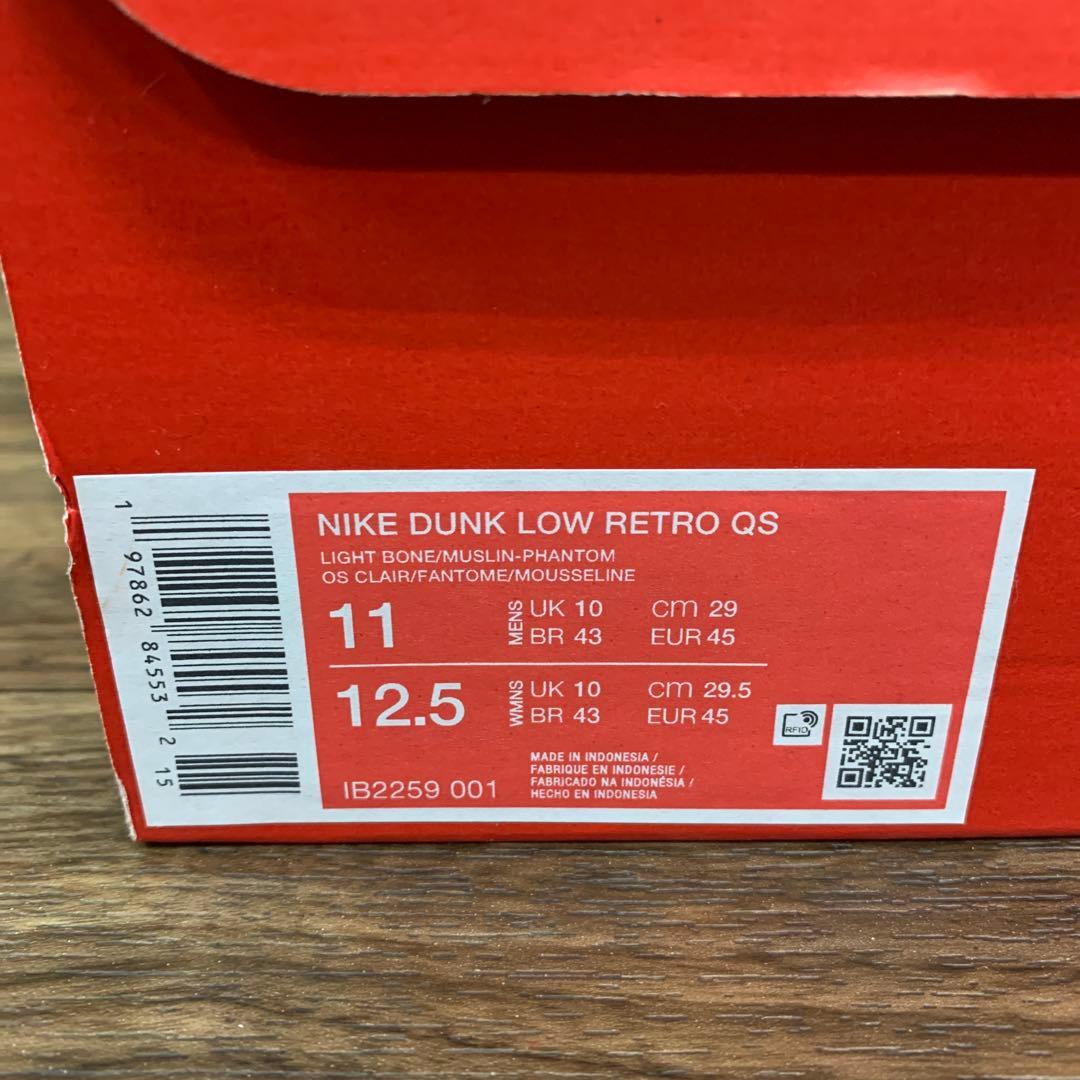 1 97862 84553 2 15
NIKE DUNK LOW RETRO QS
LIGHT BONE/MUSLIN-PHANTOM
OS CLAIR/FANTOME/MOUSSELINE
11 MENS UK 10 cm 29
BR 43 EUR 45
12.5 WMNS UK 10 cm 29.5
BR 43 EUR 45
RFID
IB2259 001
MADE IN INDONESIA /
FABRIQUE EN INDONESIE /
FABRICADO NA INDONÉSIA /
HECHO EN INDONESIA